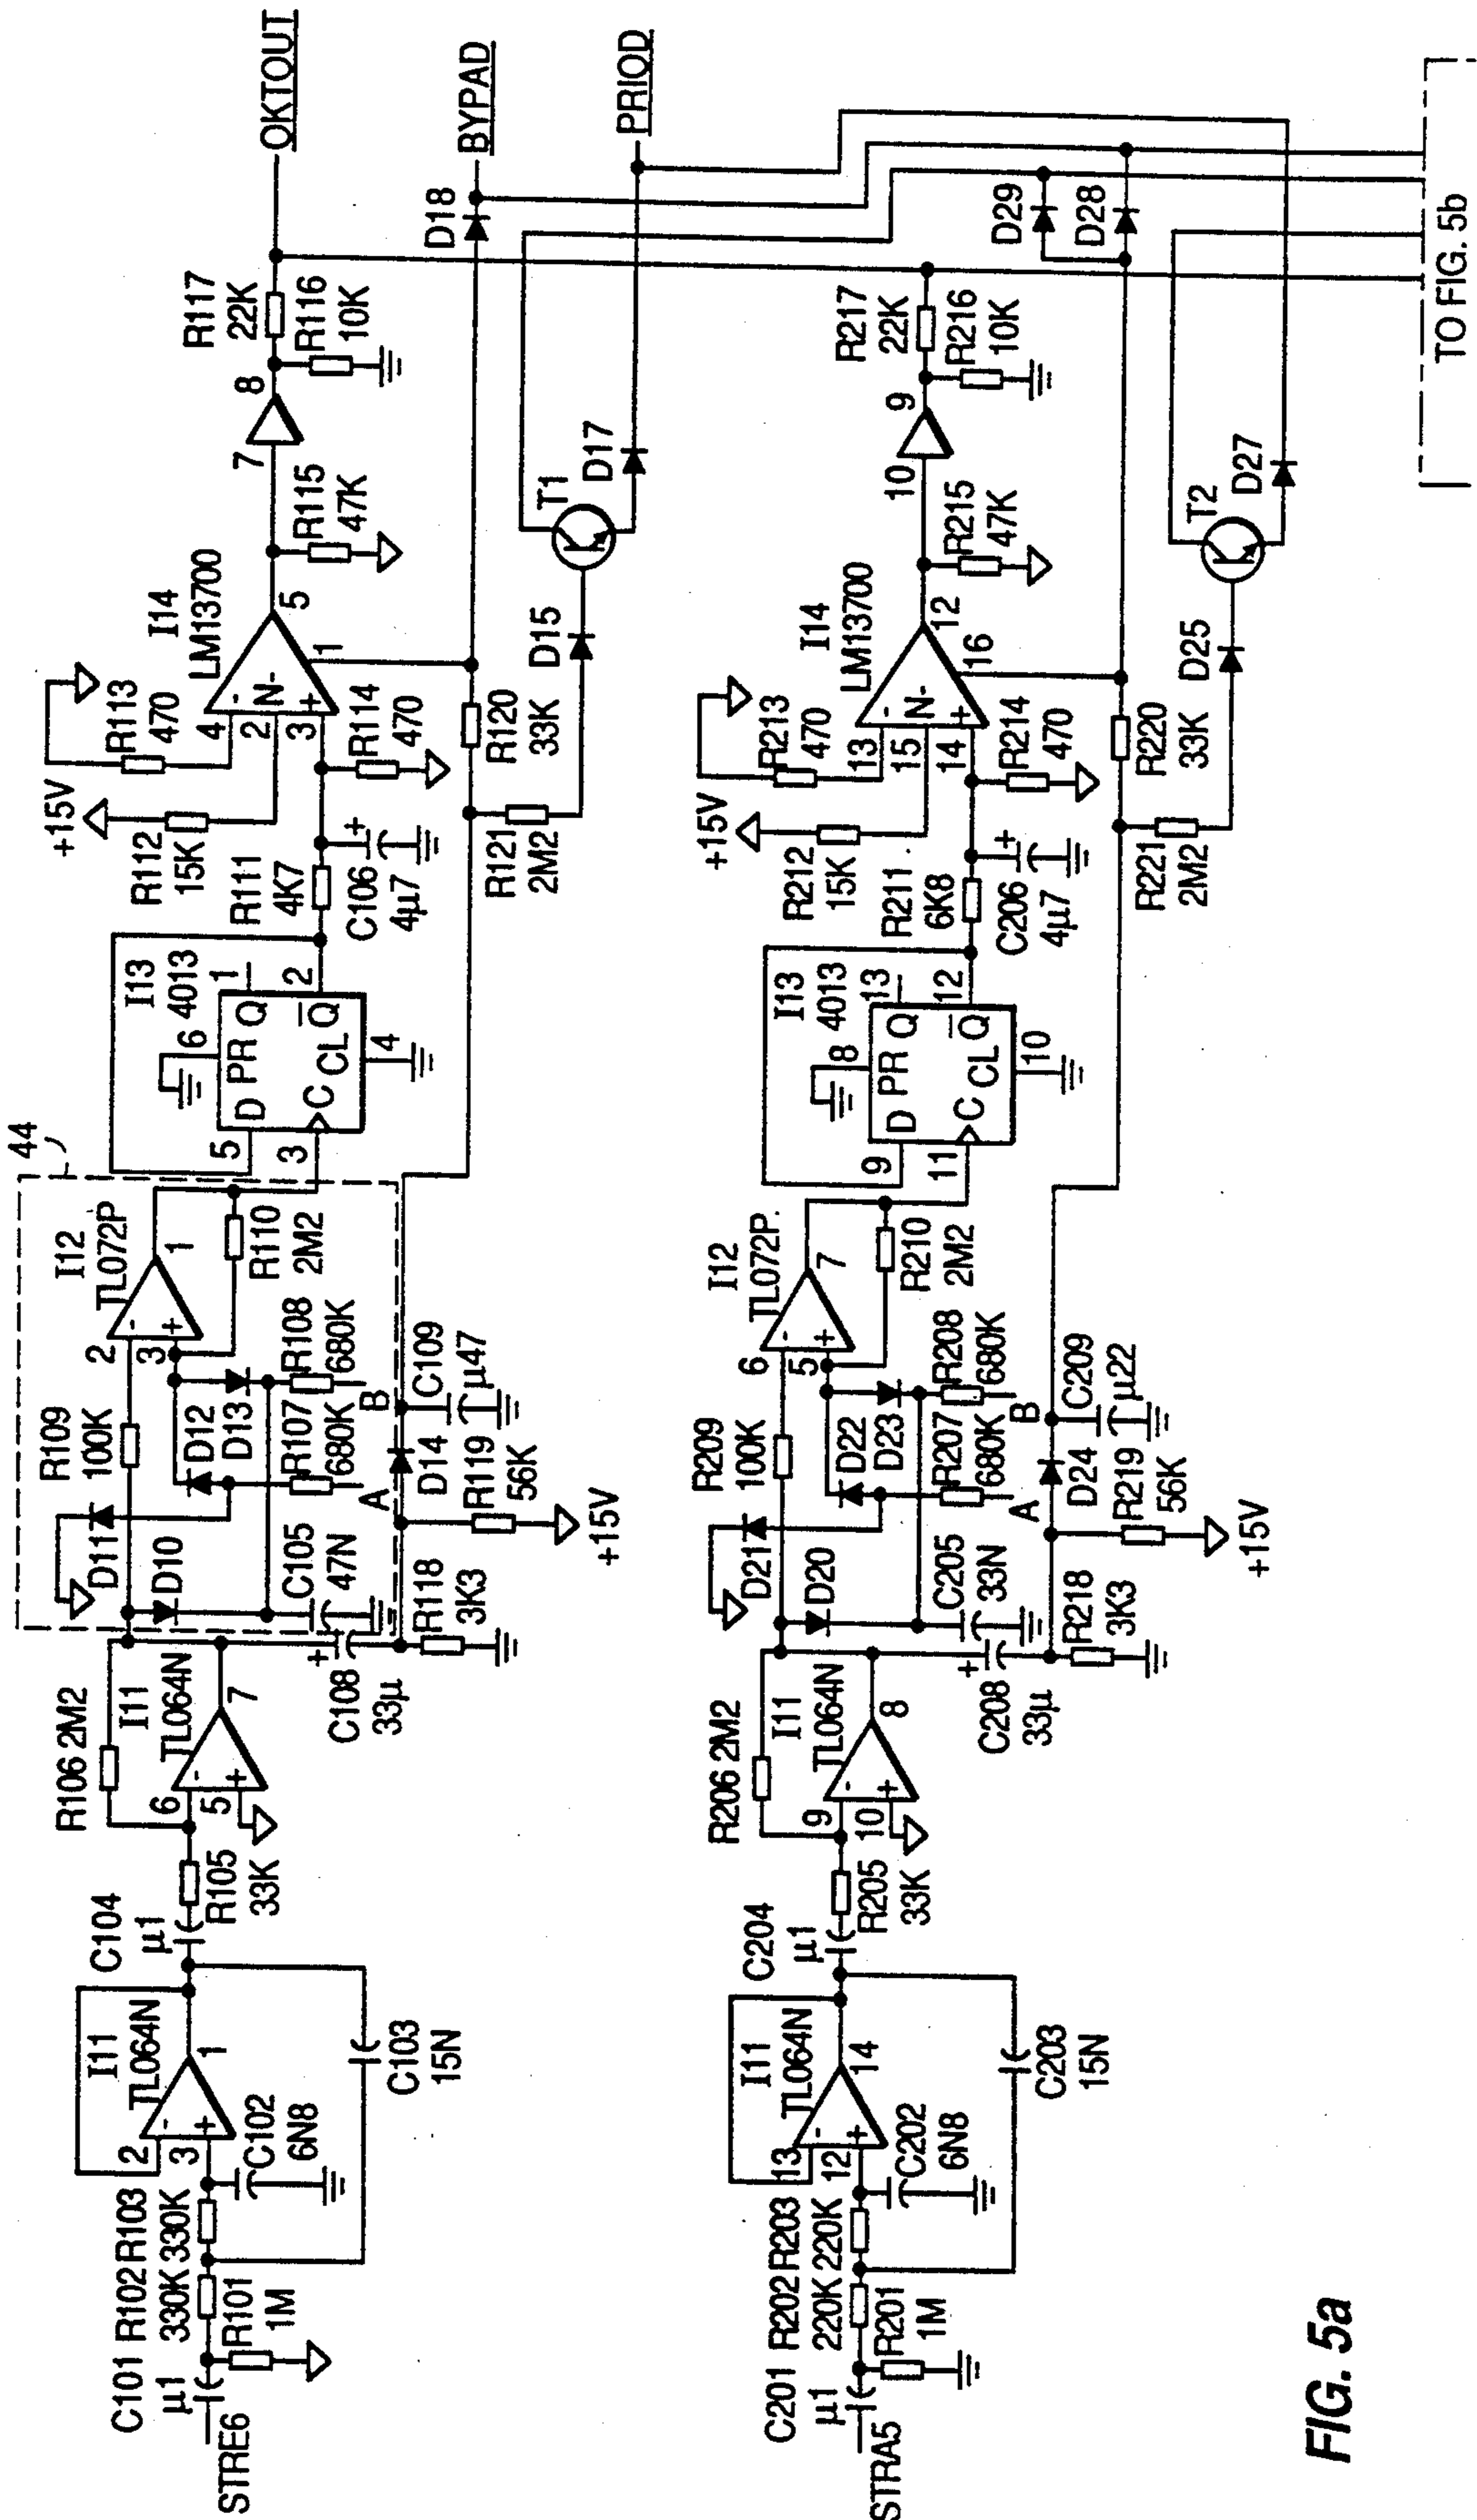 C101
µ1
STRE6
R101
1M
R102
330K
R103
330K
C102
6N8
2
3
I11
TL064N
1
C103
15N
C104
µ1
R105
33K
R106 2M2
6
5
I11
TL064N
7
C108
33µ
+
R118
3K3
44
D11
D10
C105
47N
R109
100K
D12
D13
R107
680K
R108
680K
2
3
I12
TL072P
1
R110
2M2
A
D14
B
R119
56K
+15V
C109
µ47
5
3
6
4
I13
4013
D
PR
Q
C
CL
Q
1
2
R111
4K7
C106
4µ7
+
R112
15K
+15V
R113
470
4
2
3
-
N-
+
R114
470
I14
LM13700
5
1
R115
47K
7
8
R117
22K
R116
10K
OKTOUT
R121
2M2
R120
33K
D15
T1
D17
D18
BYPAD
PRIOD
C201
µ1
STRA5
R201
1M
R202
220K
R203
220K
C202
6N8
13
12
I11
TL064N
14
C203
15N
C204
µ1
R205
33K
R206 2M2
9
10
I11
TL064N
8
C208
33µ
+
R218
3K3
D21
D20
C205
33N
R209
100K
D22
D23
R207
680K
R208
680K
6
5
I12
TL072P.
7
R210
2M2
A
D24
B
R219
56K
+15V
C209
µ22
9
11
8
10
I13
4013
D
PR
Q
C
CL
Q
13
12
R211
6K8
C206
4µ7
+
R212
15K
+15V
R213
470
13
15
14
-
N-
+
R214
470
I14
LM13700
12
16
R215
47K
10
9
R217
22K
R216
10K
R221
2M2
R220
33K
D25
T2
D27
D29
D28
TO FIG. 5b
FIG. 5a